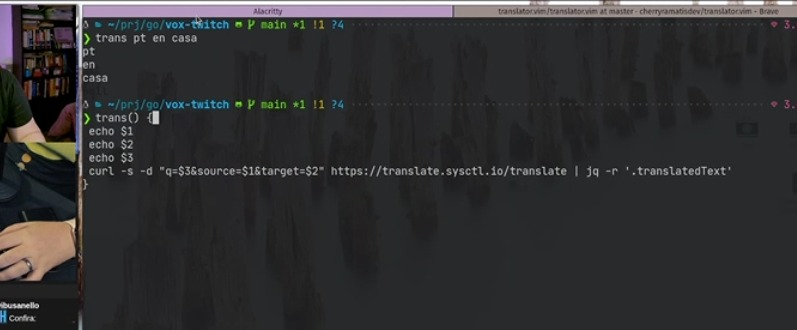 Alacritty
translator.vim/translator.vim at master · cherryramatisdev/translator.vim – Brave
~/prj/go/vox-twitch main *1 !1 ?4 3.
❯ trans pt en casa
pt
en
casa
~/prj/go/vox-twitch main *1 !1 ?4 3.
❯ trans() {
echo $1
echo $2
echo $3
curl -s -d "q=$3&source=$1&target=$2" https://translate.sysctl.io/translate | jq -r '.translatedText'
}
ibusanello
Confira: